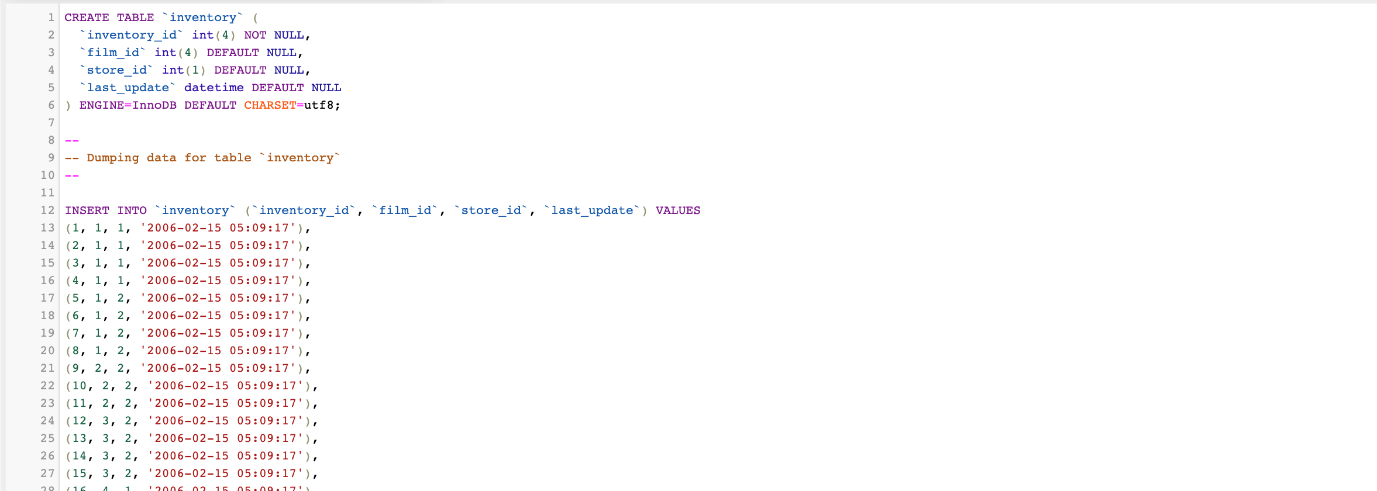 1 CREATE TABLE `inventory` (
2 `inventory_id` int(4) NOT NULL,
3 `film_id` int(4) DEFAULT NULL,
4 `store_id` int(1) DEFAULT NULL,
5 `last_update` datetime DEFAULT NULL
6 ) ENGINE=InnoDB DEFAULT CHARSET=utf8;
7
8 --
9 -- Dumping data for table `inventory`
10 --
11
12 INSERT INTO `inventory` (`inventory_id`, `film_id`, `store_id`, `last_update`) VALUES
13 (1, 1, 1, '2006-02-15 05:09:17'),
14 (2, 1, 1, '2006-02-15 05:09:17'),
15 (3, 1, 1, '2006-02-15 05:09:17'),
16 (4, 1, 1, '2006-02-15 05:09:17'),
17 (5, 1, 2, '2006-02-15 05:09:17'),
18 (6, 1, 2, '2006-02-15 05:09:17'),
19 (7, 1, 2, '2006-02-15 05:09:17'),
20 (8, 1, 2, '2006-02-15 05:09:17'),
21 (9, 2, 2, '2006-02-15 05:09:17'),
22 (10, 2, 2, '2006-02-15 05:09:17'),
23 (11, 2, 2, '2006-02-15 05:09:17'),
24 (12, 3, 2, '2006-02-15 05:09:17'),
25 (13, 3, 2, '2006-02-15 05:09:17'),
26 (14, 3, 2, '2006-02-15 05:09:17'),
27 (15, 3, 2, '2006-02-15 05:09:17'),
28 (16, 4, 1, '2006-02-15 05:09:17'),